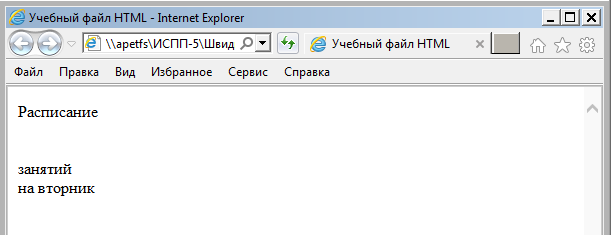 Учебный файл HTML - Internet Explorer
\\apetfs\ИСПП-5\Швид
Учебный файл HTML
Файл Правка Вид Избранное Сервис Справка
Расписание
занятий
на вторник